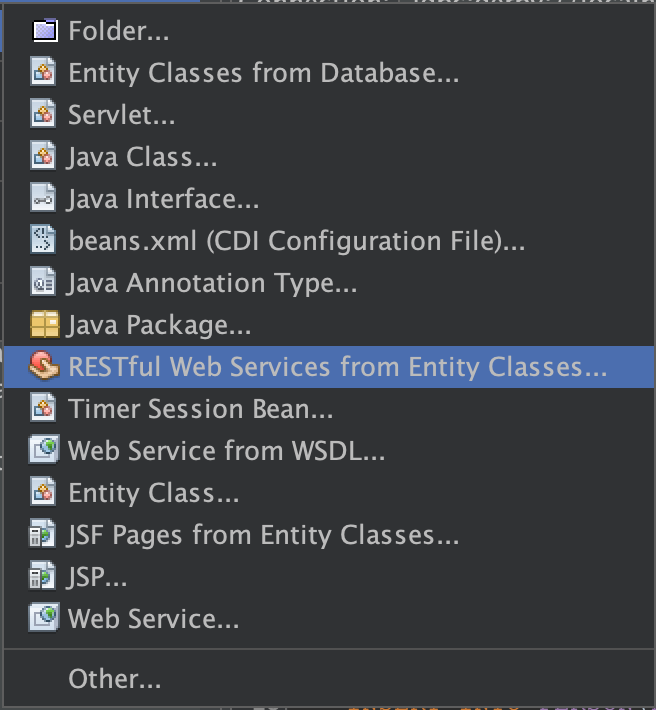 Folder...
Entity Classes from Database...
Servlet...
Java Class...
Java Interface...
beans.xml (CDI Configuration File)...
Java Annotation Type...
Java Package...
RESTful Web Services from Entity Classes...
Timer Session Bean...
Web Service from WSDL...
Entity Class...
JSF Pages from Entity Classes...
JSP...
Web Service...
Other...